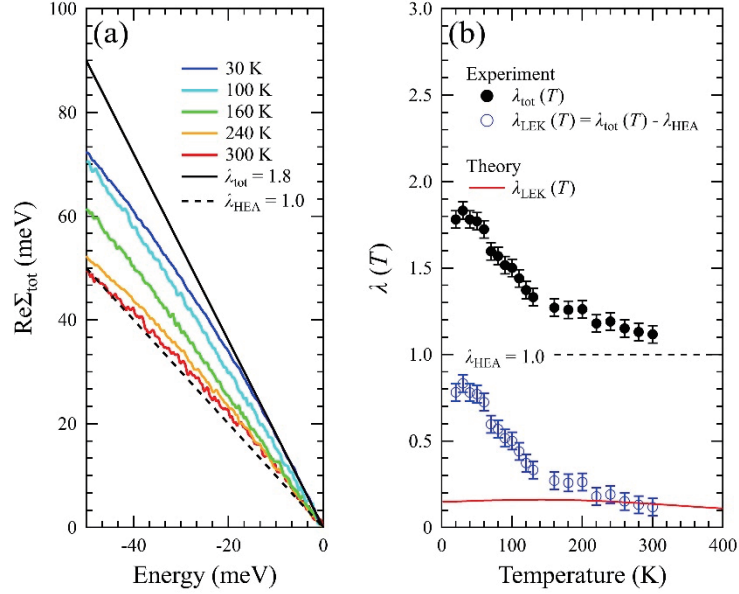 (a)
100
80
60
40
20
0
ReΣtot (meV)
30 K
100 K
160 K
240 K
300 K
λtot = 1.8
λHEA = 1.0
-40
-20
0
Energy (meV)
(b)
3.0
2.5
2.0
1.5
1.0
0.5
0
λ (T)
Experiment
λtot (T)
λLEK (T) = λtot (T) - λHEA
Theory
λLEK (T)
λHEA = 1.0
0
100
200
300
400
Temperature (K)